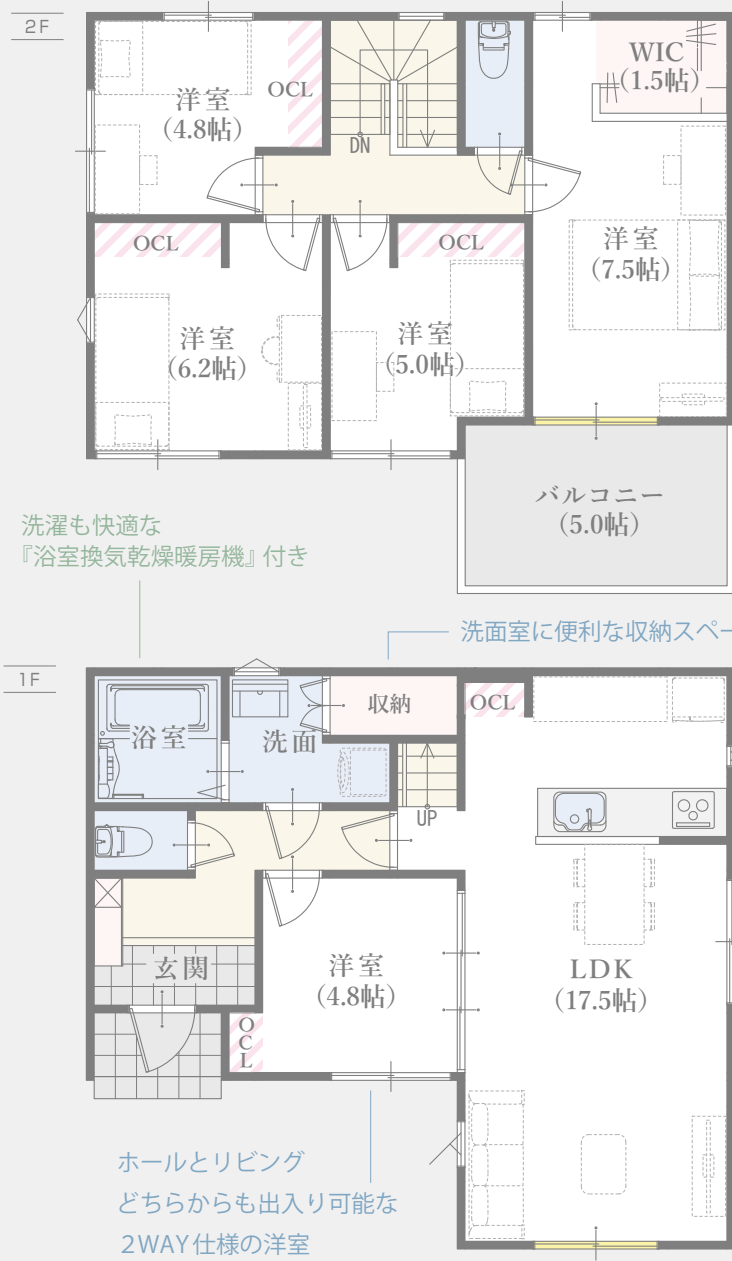 2F
洋室
(4.8帖)
OCL
DN
WIC
(1.5帖)
OCL
洋室
(6.2帖)
OCL
洋室
(5.0帖)
洋室
(7.5帖)
バルコニー
(5.0帖)
洗濯も快適な
『浴室換気乾燥暖房機』付き
洗面室に便利な収納スペー
1F
浴室
洗面
収納
OCL
UP
玄関
洋室
(4.8帖)
OCL
LDK
(17.5帖)
ホールとリビング
どちらからも出入り可能な
2WAY仕様の洋室